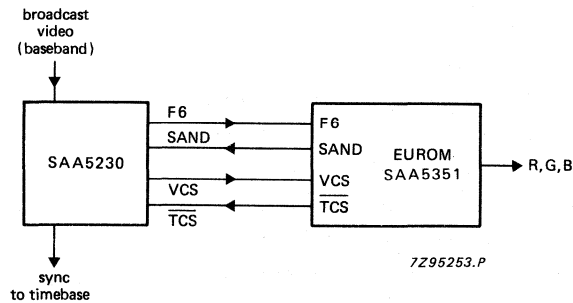 broadcast
video
(baseband)
F6
F6
SAND
SAND
SAA5230
EUROM
SAA5351
R,G,B
VCS
VCS
TCS
TCS
7Z95253.P
sync
to timebase